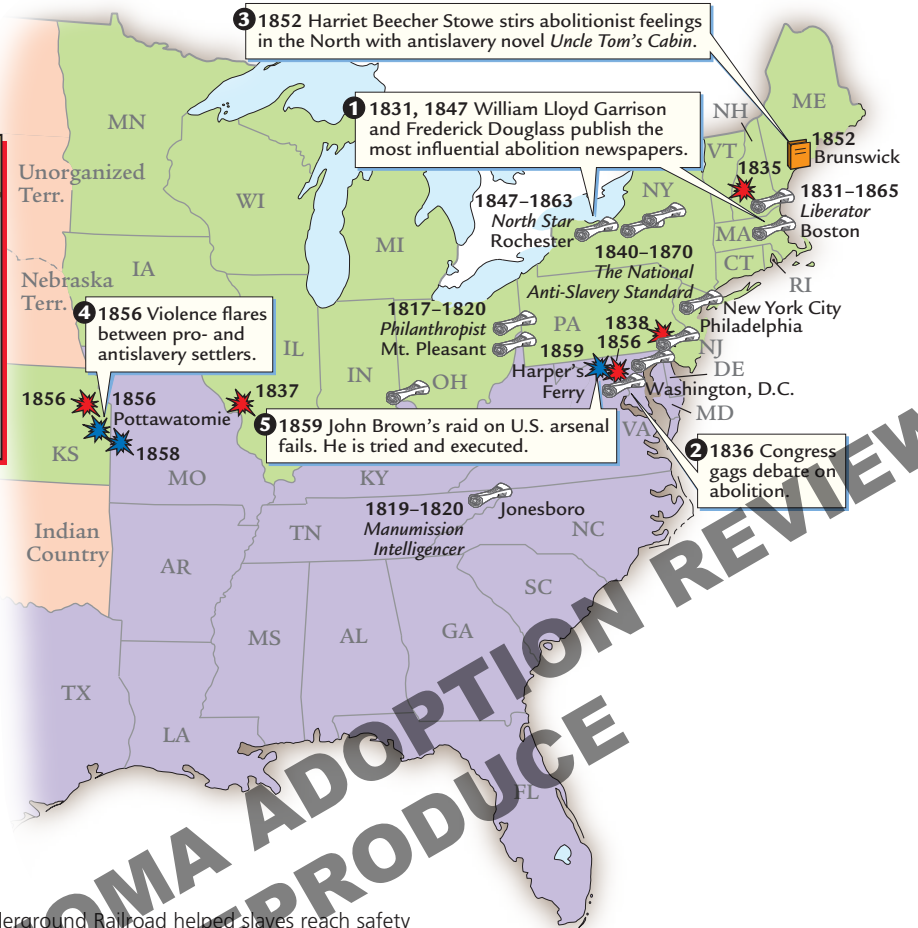 ❸ 1852 Harriet Beecher Stowe stirs abolitionist feelings
in the North with antislavery novel Uncle Tom's Cabin.
❶ 1831, 1847 William Lloyd Garrison
and Frederick Douglass publish the
most influential abolition newspapers.
ME
NH
VT
MN
1852
Brunswick
1835
Unorganized
Terr.
WI
MI
NY
1831–1865
Liberator
Boston
1847–1863
North Star
Rochester
MA
CT
RI
1840–1870
The National
Anti-Slavery Standard
IA
Nebraska
Terr.
❹ 1856 Violence flares
between pro- and
antislavery settlers.
1817–1820
Philanthropist
Mt. Pleasant
New York City
Philadelphia
PA
1838
1856
NJ
1859
Harper's
Ferry
DE
Washington, D.C.
MD
VA
IL
IN
OH
1856
1856
Pottawatomie
1858
1837
KS
❺ 1859 John Brown's raid on U.S. arsenal
fails. He is tried and executed.
❷ 1836 Congress
gags debate on
abolition.
MO
KY
1819–1820
Manumission
Intelligencer
Jonesboro
Indian
Country
TN
NC
AR
SC
MS
AL
GA
TX
LA
FL
OMA ADOPTION REVIEW
REPRODUCE
derground Railroad helped slaves reach safety